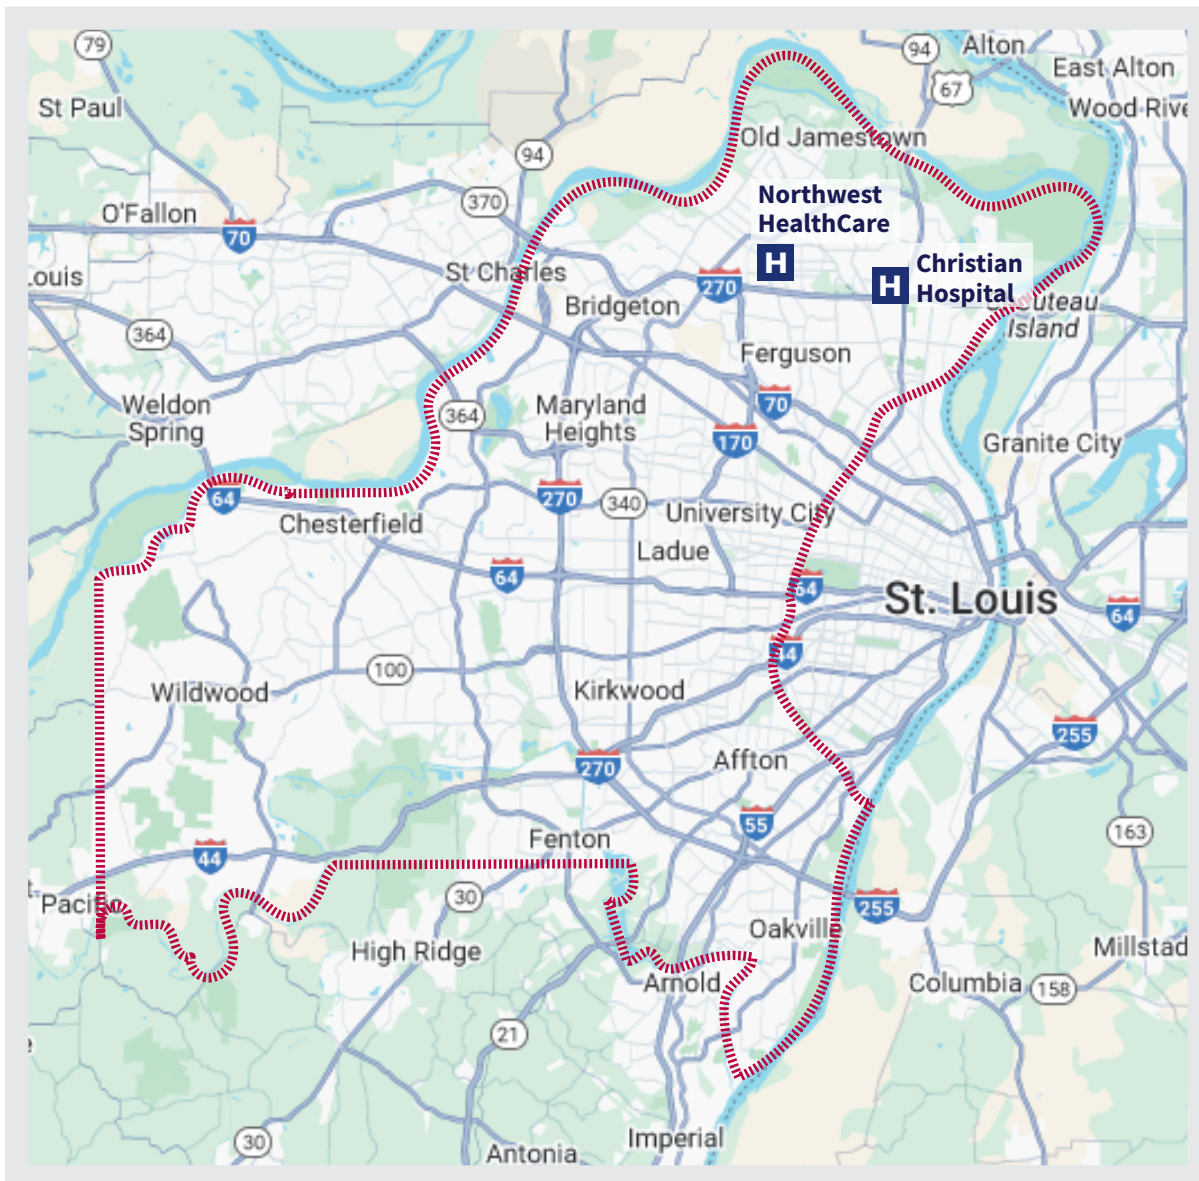 79
94
Alton
67
East Alton
St Paul
Wood Rive
Old Jamestown
94
Northwest
HealthCare
370
O'Fallon
70
H
Christian
Hospital
H
Louis
St Charles
270
Bridgeton
Island
364
Ferguson
70
Weldon
Spring
364
Maryland
Heights
170
Granite City
64
270
340
University City
Chesterfield
Ladue
64
64
St. Louis
64
44
100
Wildwood
Kirkwood
255
270
Affton
55
163
Fenton
44
Pacific
30
255
Oakville
High Ridge
Millstad
Arnold
Columbia
158
21
30
Imperial
Antonia